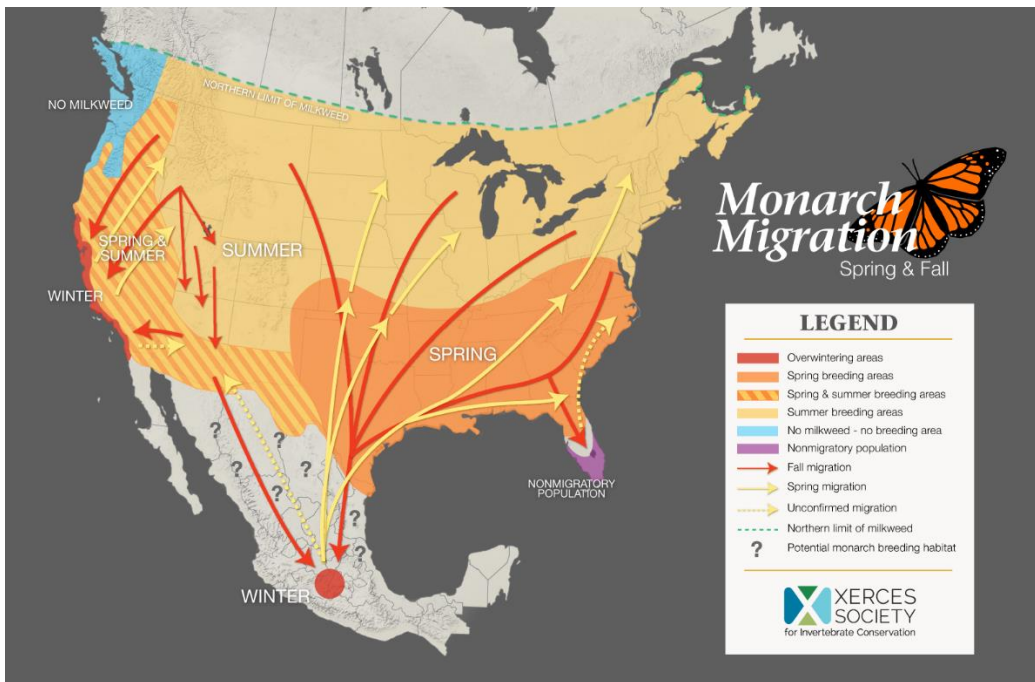 NO MILKWEED
NORTHERN LIMIT OF MILKWEED
SPRING &
SUMMER
SUMMER
WINTER
SPRING
NONMIGRATORY
POPULATION
WINTER
?
?
?
?
?
?
?
?
Monarch
Migration
Spring & Fall
LEGEND
Overwintering areas
Spring breeding areas
Spring & summer breeding areas
Summer breeding areas
No milkweed - no breeding area
Nonmigratory population
Fall migration
Spring migration
Unconfirmed migration
Northern limit of milkweed
? Potential monarch breeding habitat
XERCES
SOCIETY
for Invertebrate Conservation